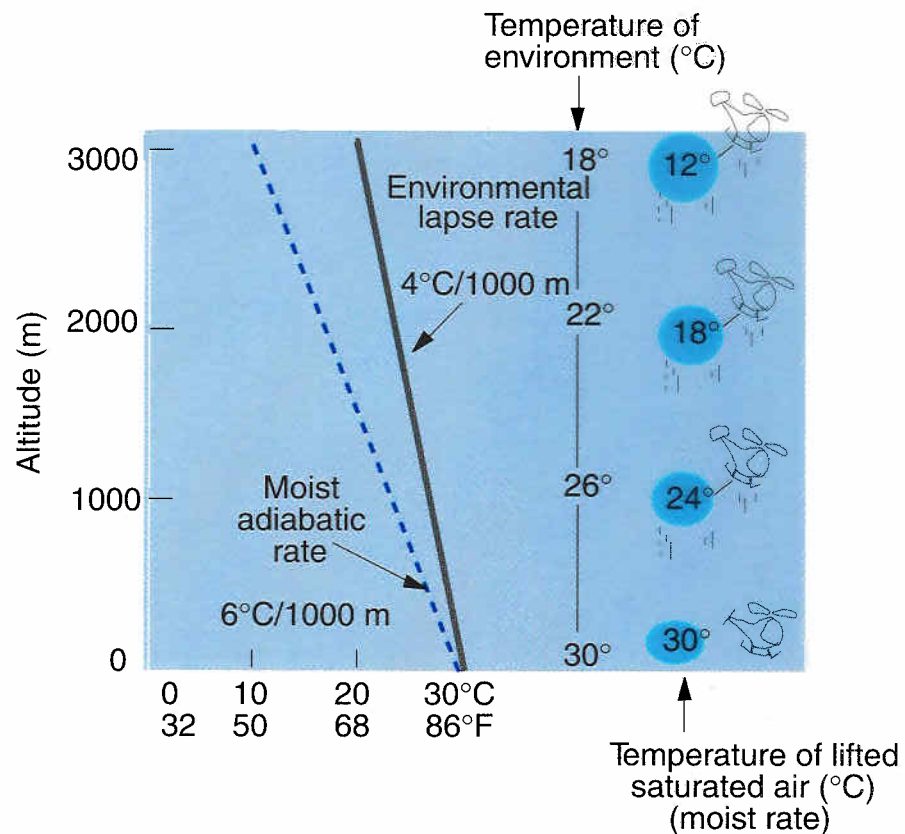 Temperature of
environment (°C)
3000
18°
12°
Environmental
lapse rate
4°C/1000 m
2000
22°
18°
Altitude (m)
1000
26°
24°
Moist
adiabatic
rate
6°C/1000 m
0
30°
30°
0 10 20 30°C
32 50 68 86°F
Temperature of lifted
saturated air (°C)
(moist rate)